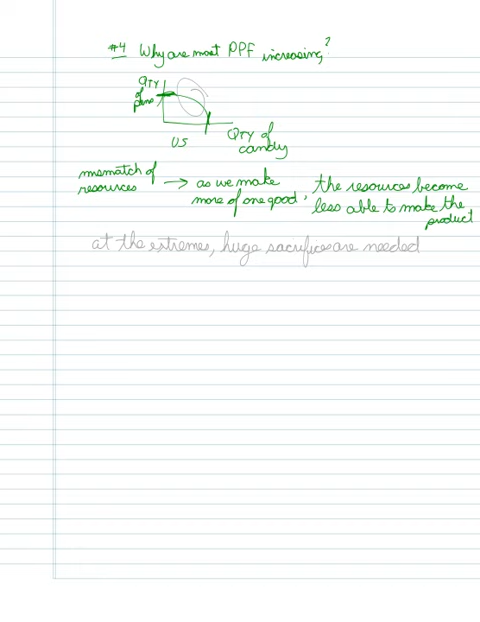 #4 Why are most PPF increasing?
QTY
of
pens
US
QTY of
candy
mismatch of
resources → as we make
more of one good, the resources become
less able to make the
product
at the extremes, huge sacrifices are needed